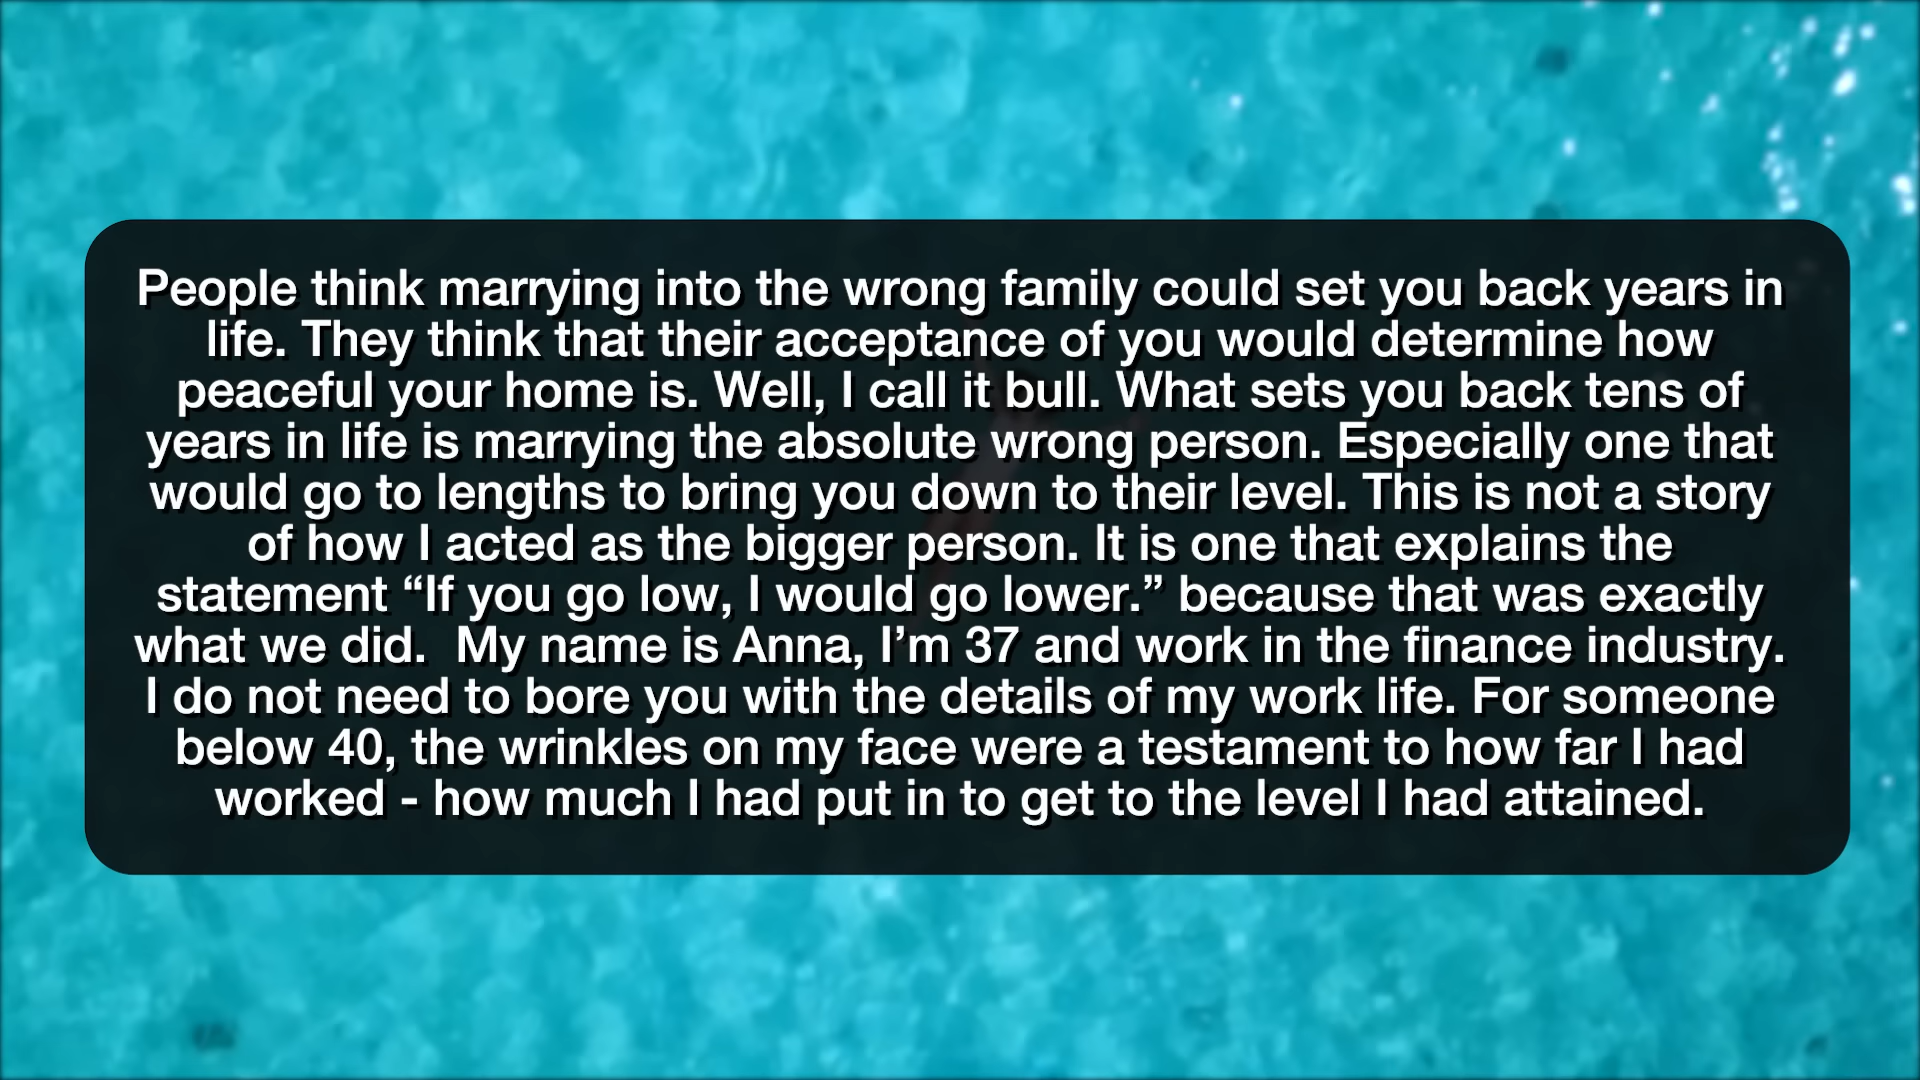 People think marrying into the wrong family could set you back years in
life. They think that their acceptance of you would determine how
peaceful your home is. Well, I call it bull. What sets you back tens of
years in life is marrying the absolute wrong person. Especially one that
would go to lengths to bring you down to their level. This is not a story
of how I acted as the bigger person. It is one that explains the
statement “If you go low, I would go lower.” because that was exactly
what we did.  My name is Anna, I’m 37 and work in the finance industry.
I do not need to bore you with the details of my work life. For someone
below 40, the wrinkles on my face were a testament to how far I had
worked - how much I had put in to get to the level I had attained.